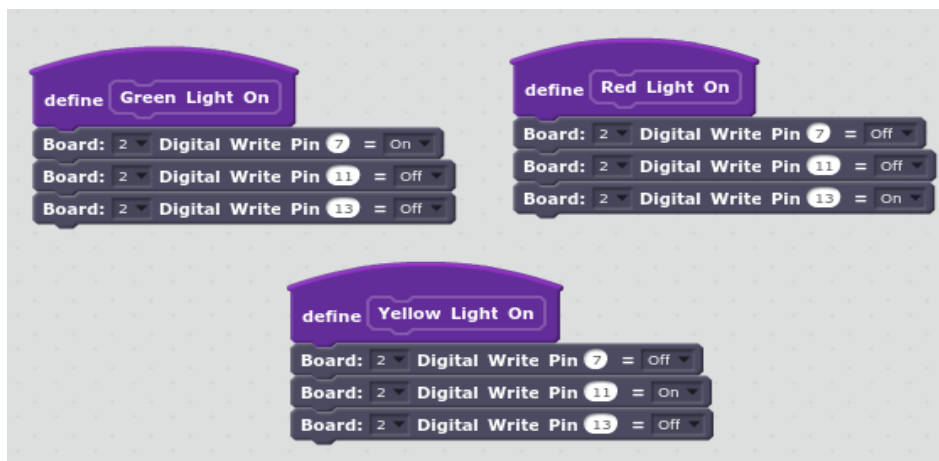 define Green Light On
Board: 2 Digital Write Pin 7 = On
Board: 2 Digital Write Pin 11 = Off
Board: 2 Digital Write Pin 13 = Off
define Red Light On
Board: 2 Digital Write Pin 7 = Off
Board: 2 Digital Write Pin 11 = Off
Board: 2 Digital Write Pin 13 = On
define Yellow Light On
Board: 2 Digital Write Pin 7 = Off
Board: 2 Digital Write Pin 11 = On
Board: 2 Digital Write Pin 13 = Off